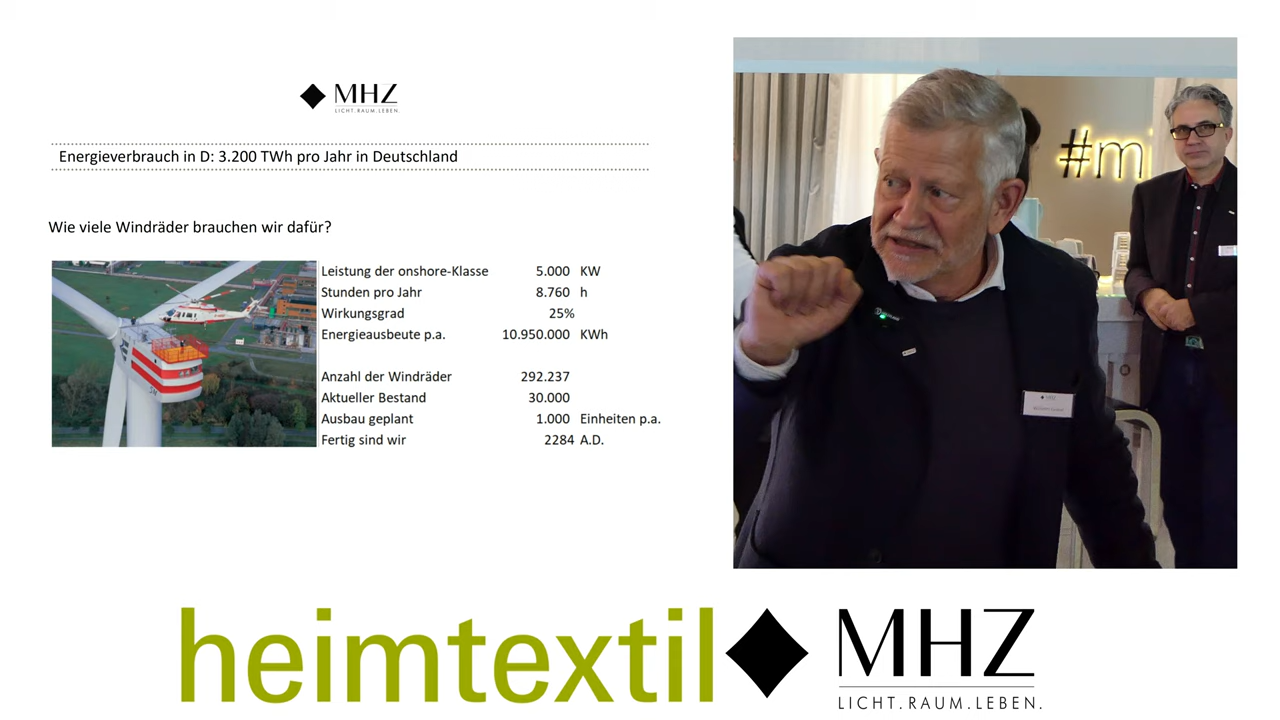 MHZ
LICHT.RAUM.LEBEN.
Energieverbrauch in D: 3.200 TWh pro Jahr in Deutschland
Wie viele Windräder brauchen wir dafür?
Leistung der onshore-Klasse 5.000 KW
Stunden pro Jahr 8.760 h
Wirkungsgrad 25%
Energieausbeute p.a. 10.950.000 KWh
Anzahl der Windräder 292.237
Aktueller Bestand 30.000
Ausbau geplant 1.000 Einheiten p.a.
Fertig sind wir 2284 A.D.
#mi
MHZ
heimtextil MHZ
LICHT.RAUM.LEBEN.